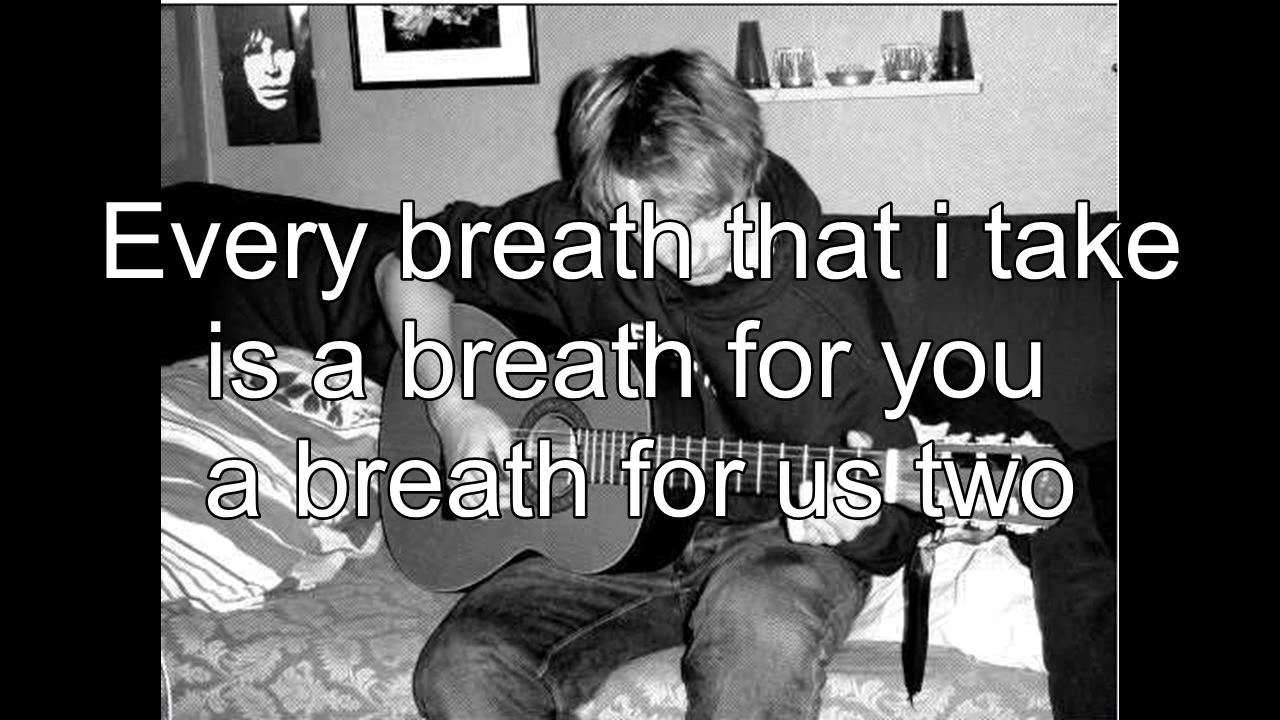 Every breath that i take
is a breath for you
a breath for us two